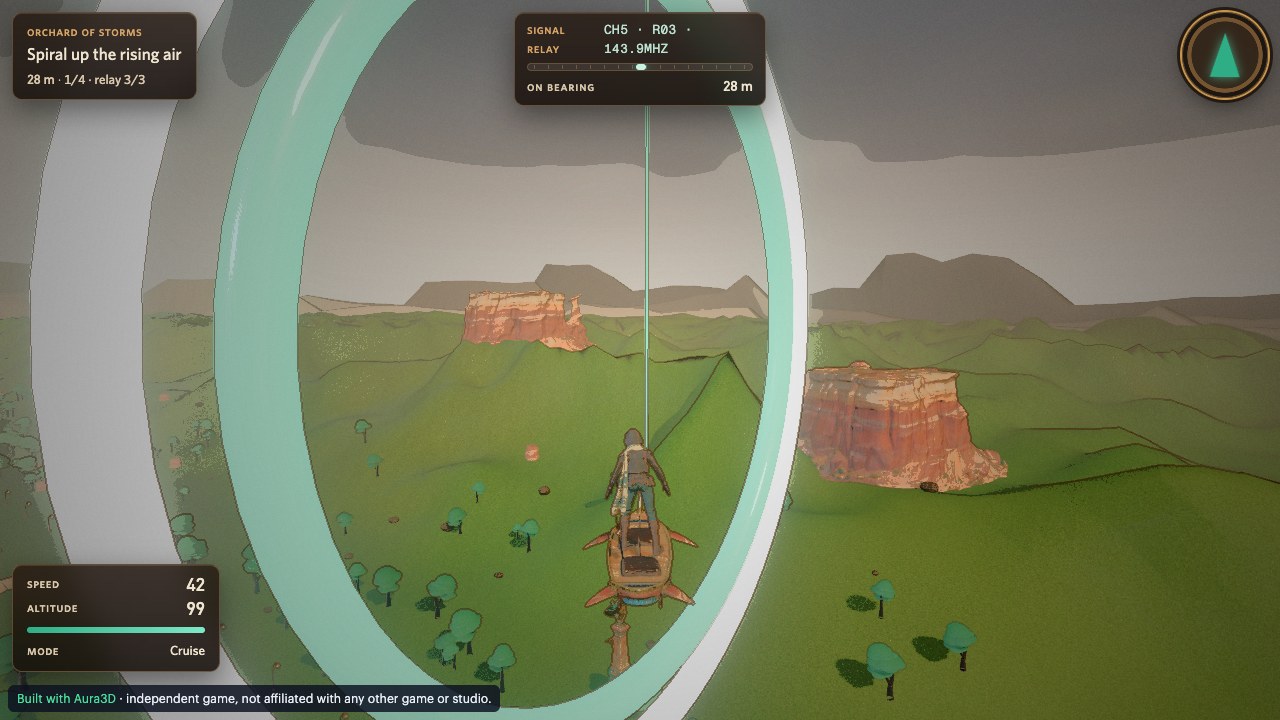 ORCHARD OF STORMS
Spiral up the rising air
28 m · 1/4 · relay 3/3
SIGNAL RELAY
CH5 · R03 · 143.9MHZ
ON BEARING 28 m
SPEED 42
ALTITUDE 99
MODE Cruise
Built with Aura3D · independent game, not affiliated with any other game or studio.